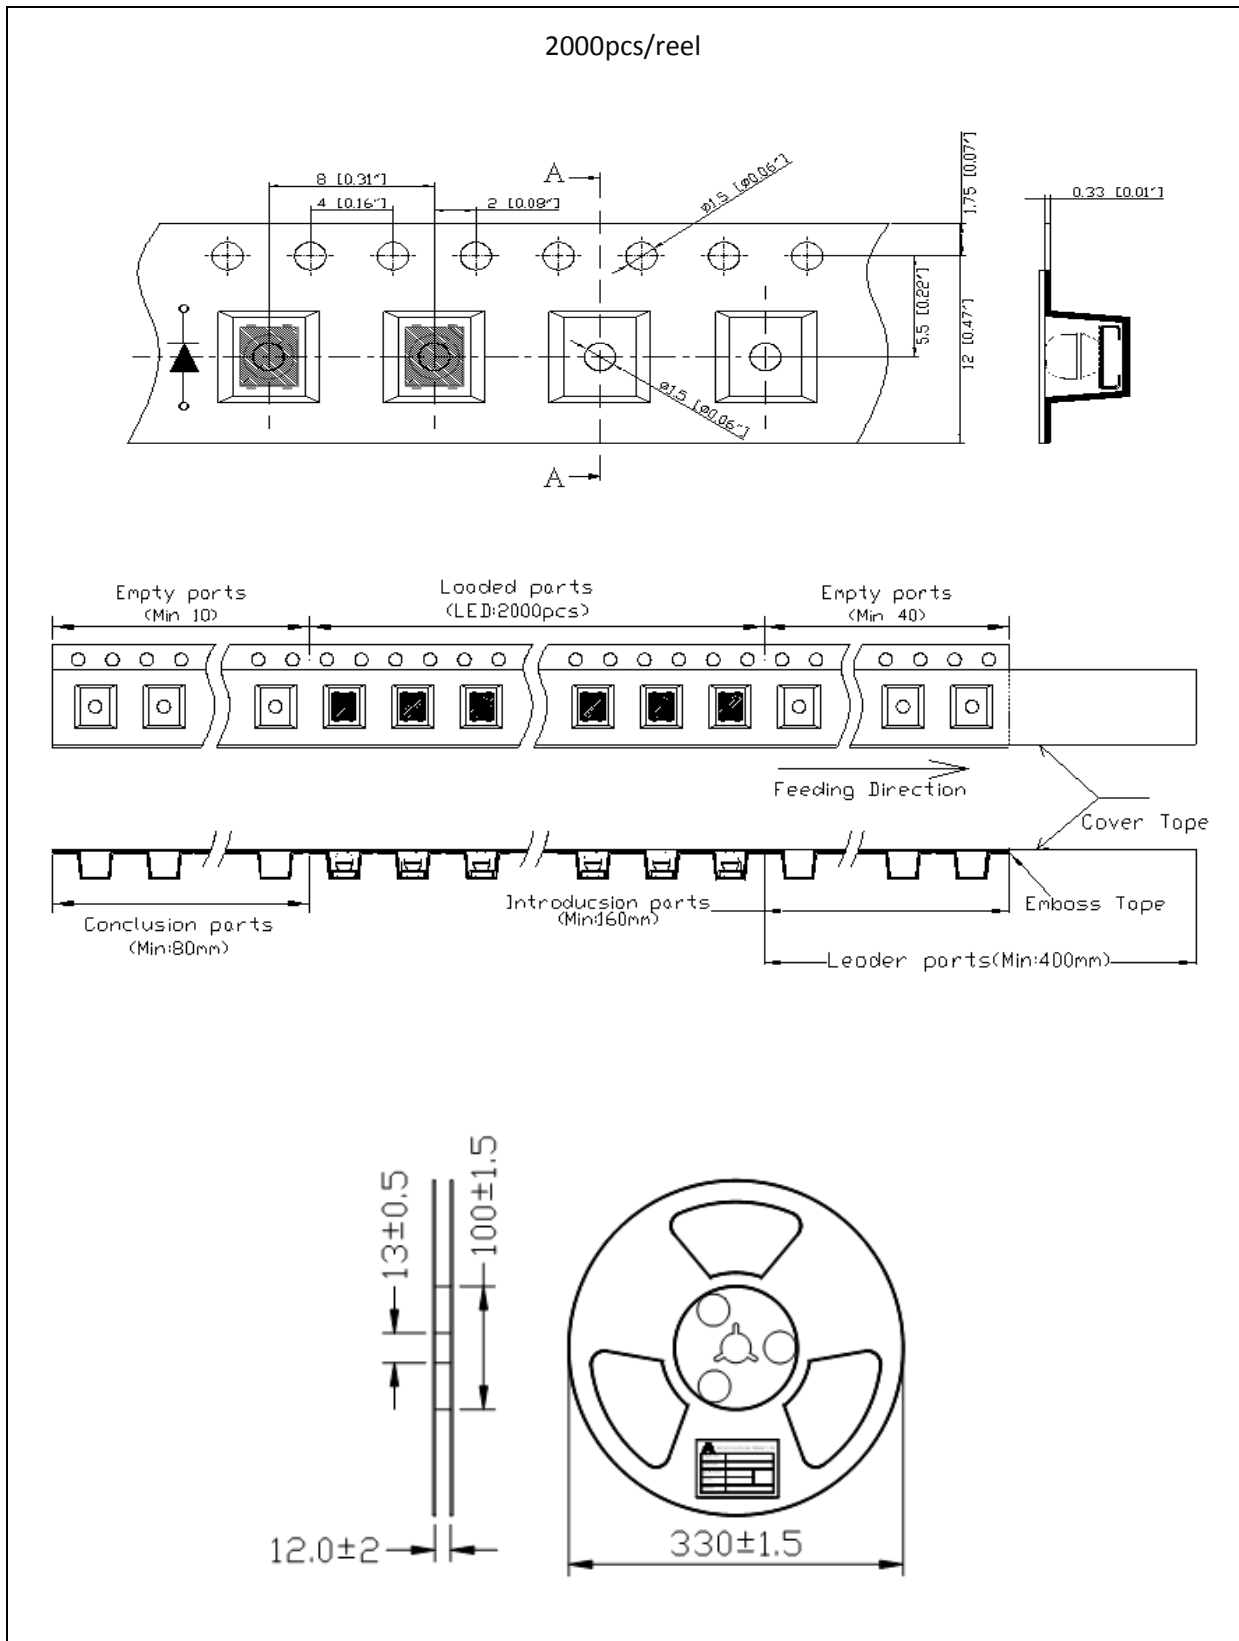 2000pcs/reel
8 [0.31"]
4 [0.16"]
2 [0.08"]
A
ø1.5 [ø0.06"]
1.75 [0.07"]
0.33 [0.01"]
5.5 [0.22"]
12 [0.47"]
ø1.5 [ø0.06"]
A
Empty parts
(Min 10)
Loaded parts
(LED:2000pcs)
Empty parts
(Min 40)
Feeding Direction
Cover Tape
Conclusion parts
(Min:80mm)
Introducsion parts
(Min:160mm)
Emboss Tape
Leader parts(Min:400mm)
13±0.5
100±1.5
12.0±2
330±1.5
A